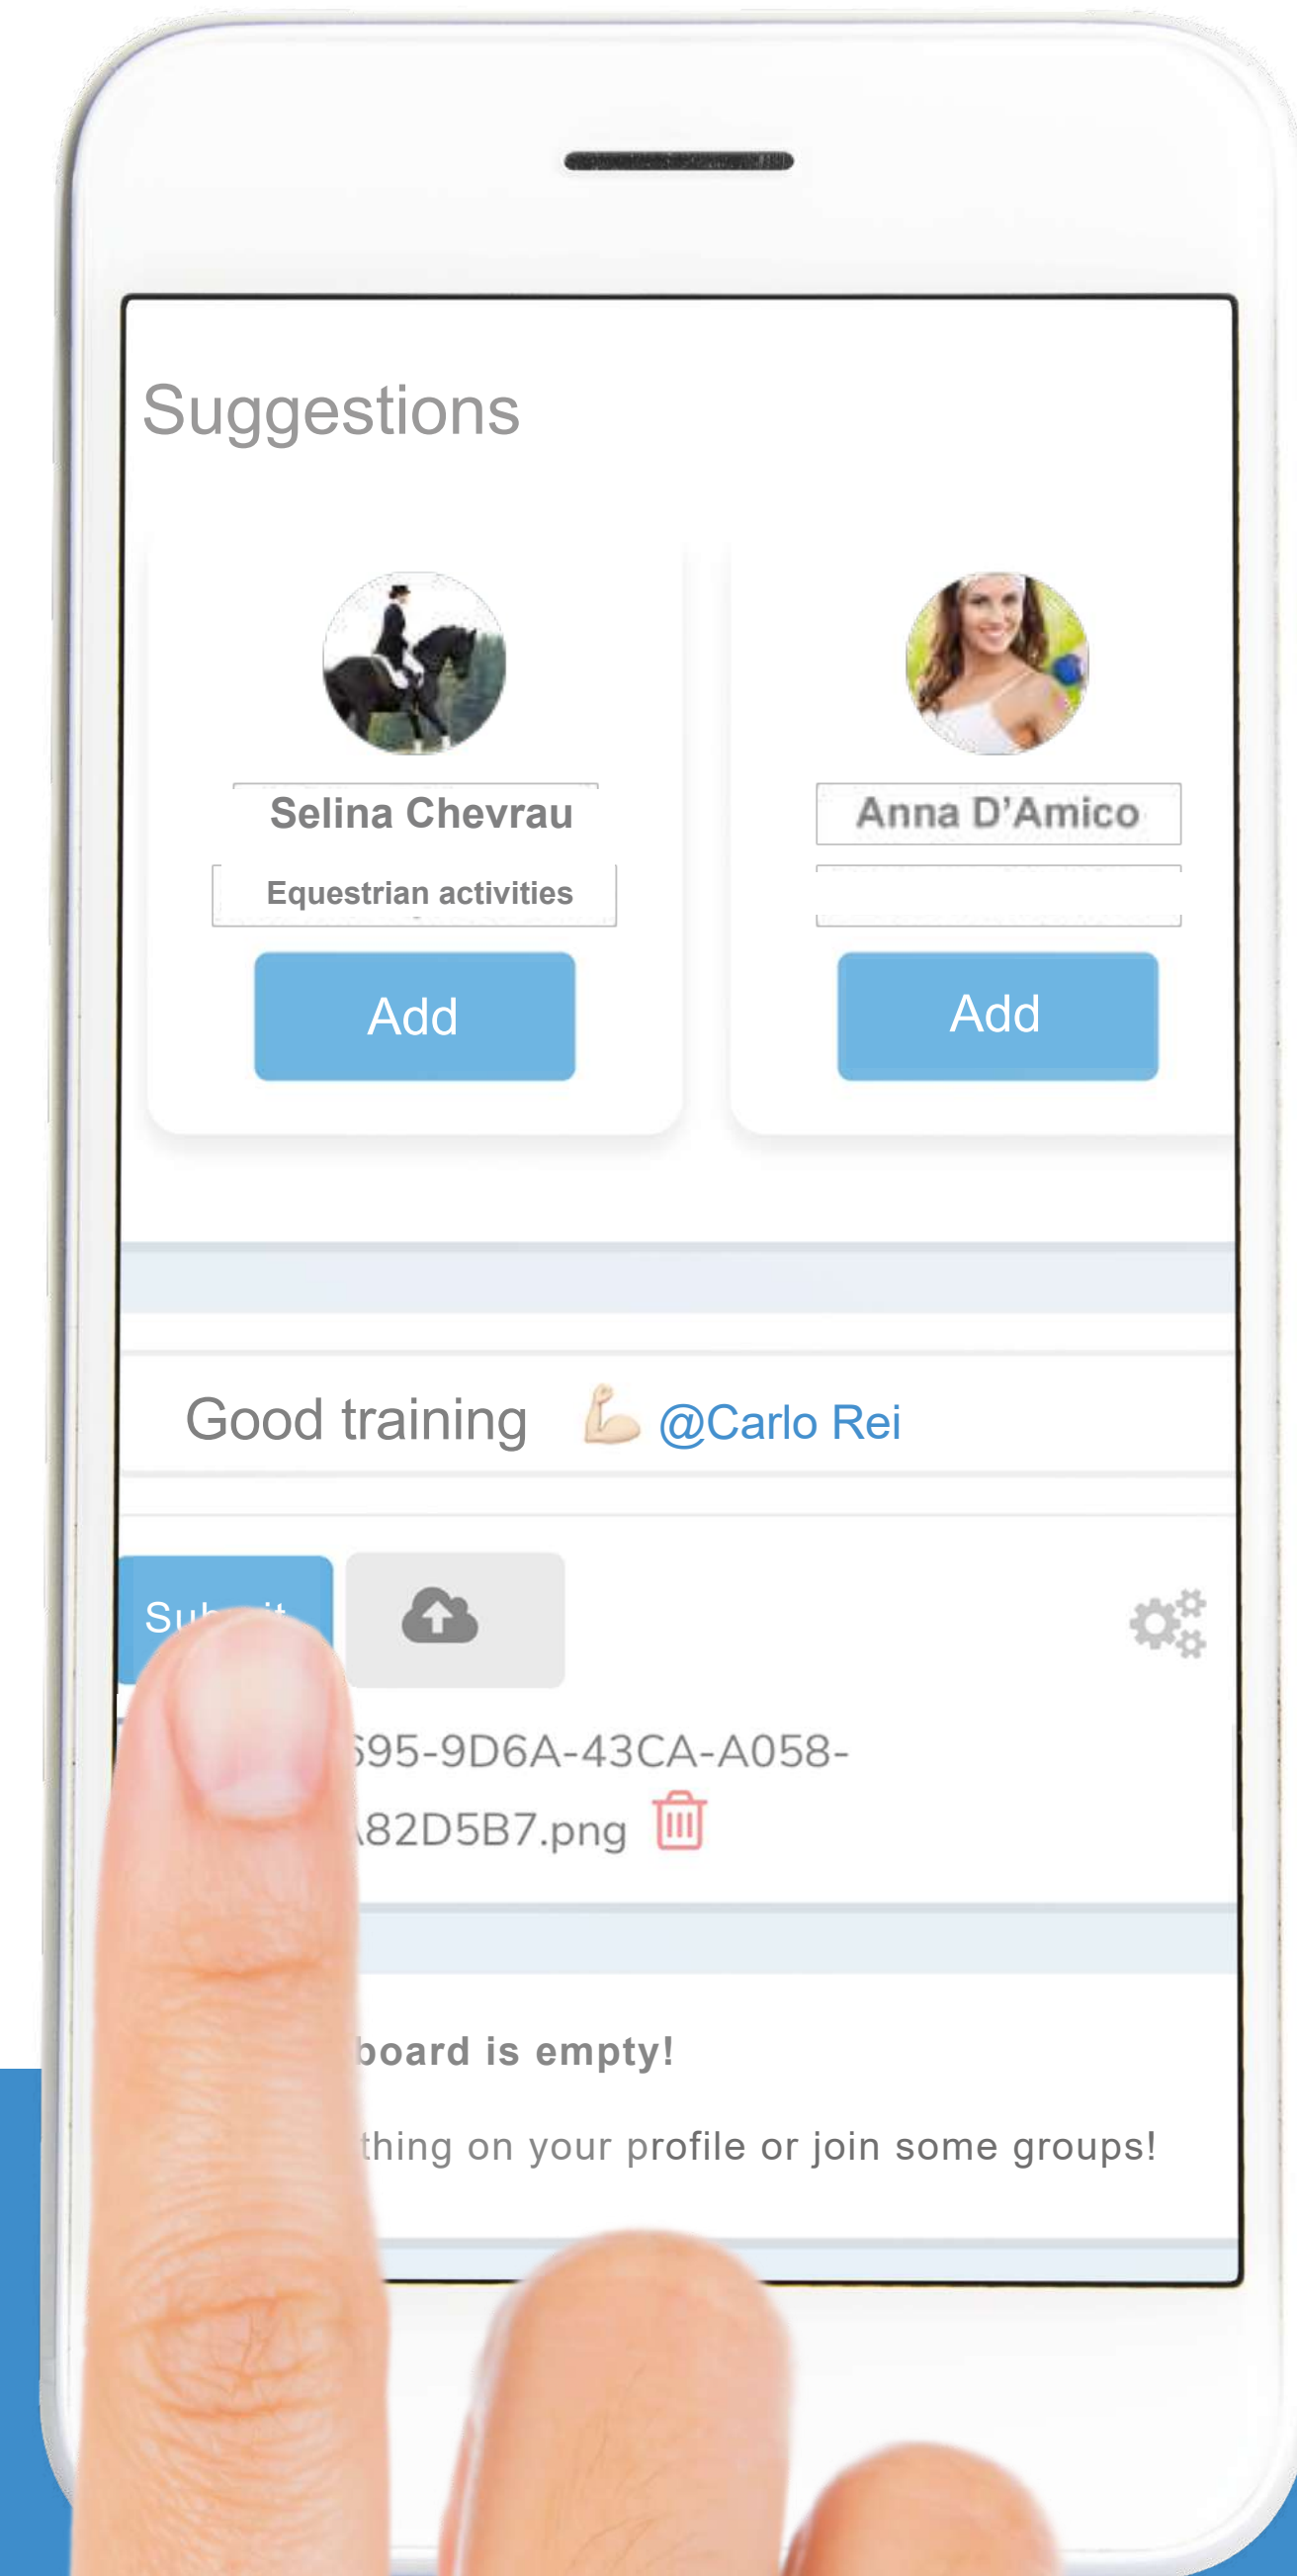 Suggestions
Selina Chevrau
Anna D'Amico
Equestrian activities
Add
Add
Good training 💪🏻 @Carlo Rei
695-9D6A-43CA-A058-
82D5B7.png
board is empty!
thing on your profile or join some groups!